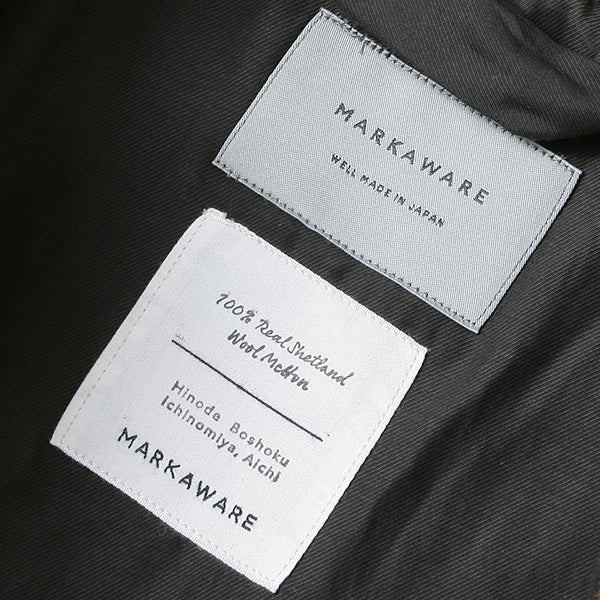 MARKAWARE
WELL MADE IN JAPAN
100% Real Shetland
Wool Melton
Hinode Boshoku
Ichinomiya, Aichi
MARKAWARE